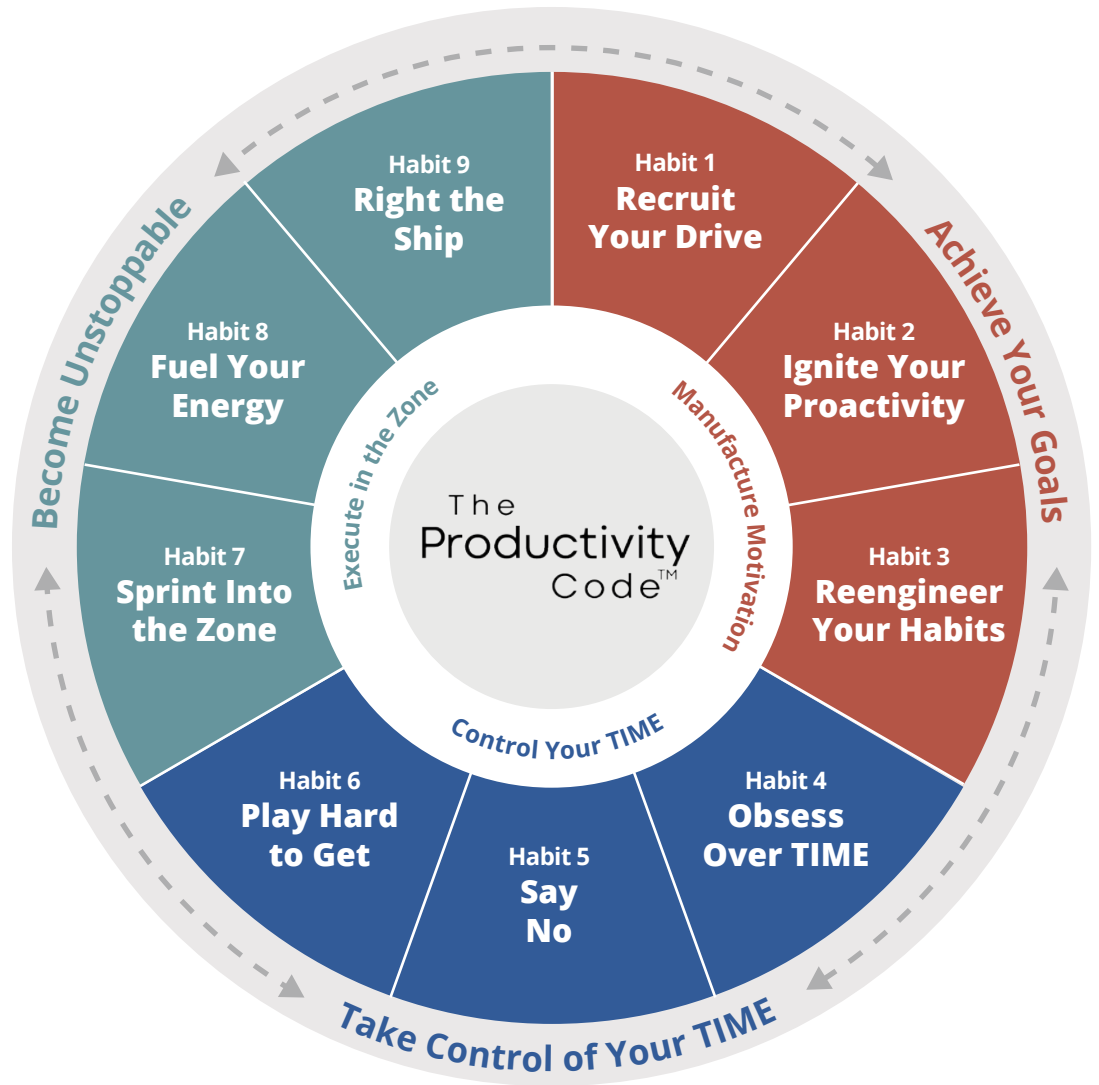 Habit 1
Recruit
Your Drive
Habit 2
Ignite Your
Proactivity
Habit 3
Reengineer
Your Habits
Habit 4
Obsess
Over TIME
Habit 5
Say
No
Habit 6
Play Hard
to Get
Habit 7
Sprint Into
the Zone
Habit 8
Fuel Your
Energy
Habit 9
Right the
Ship
Achieve Your Goals
Take Control of Your TIME
Become Unstoppable
Manufacture Motivation
Control Your TIME
Execute in the Zone
The
Productivity
Code™